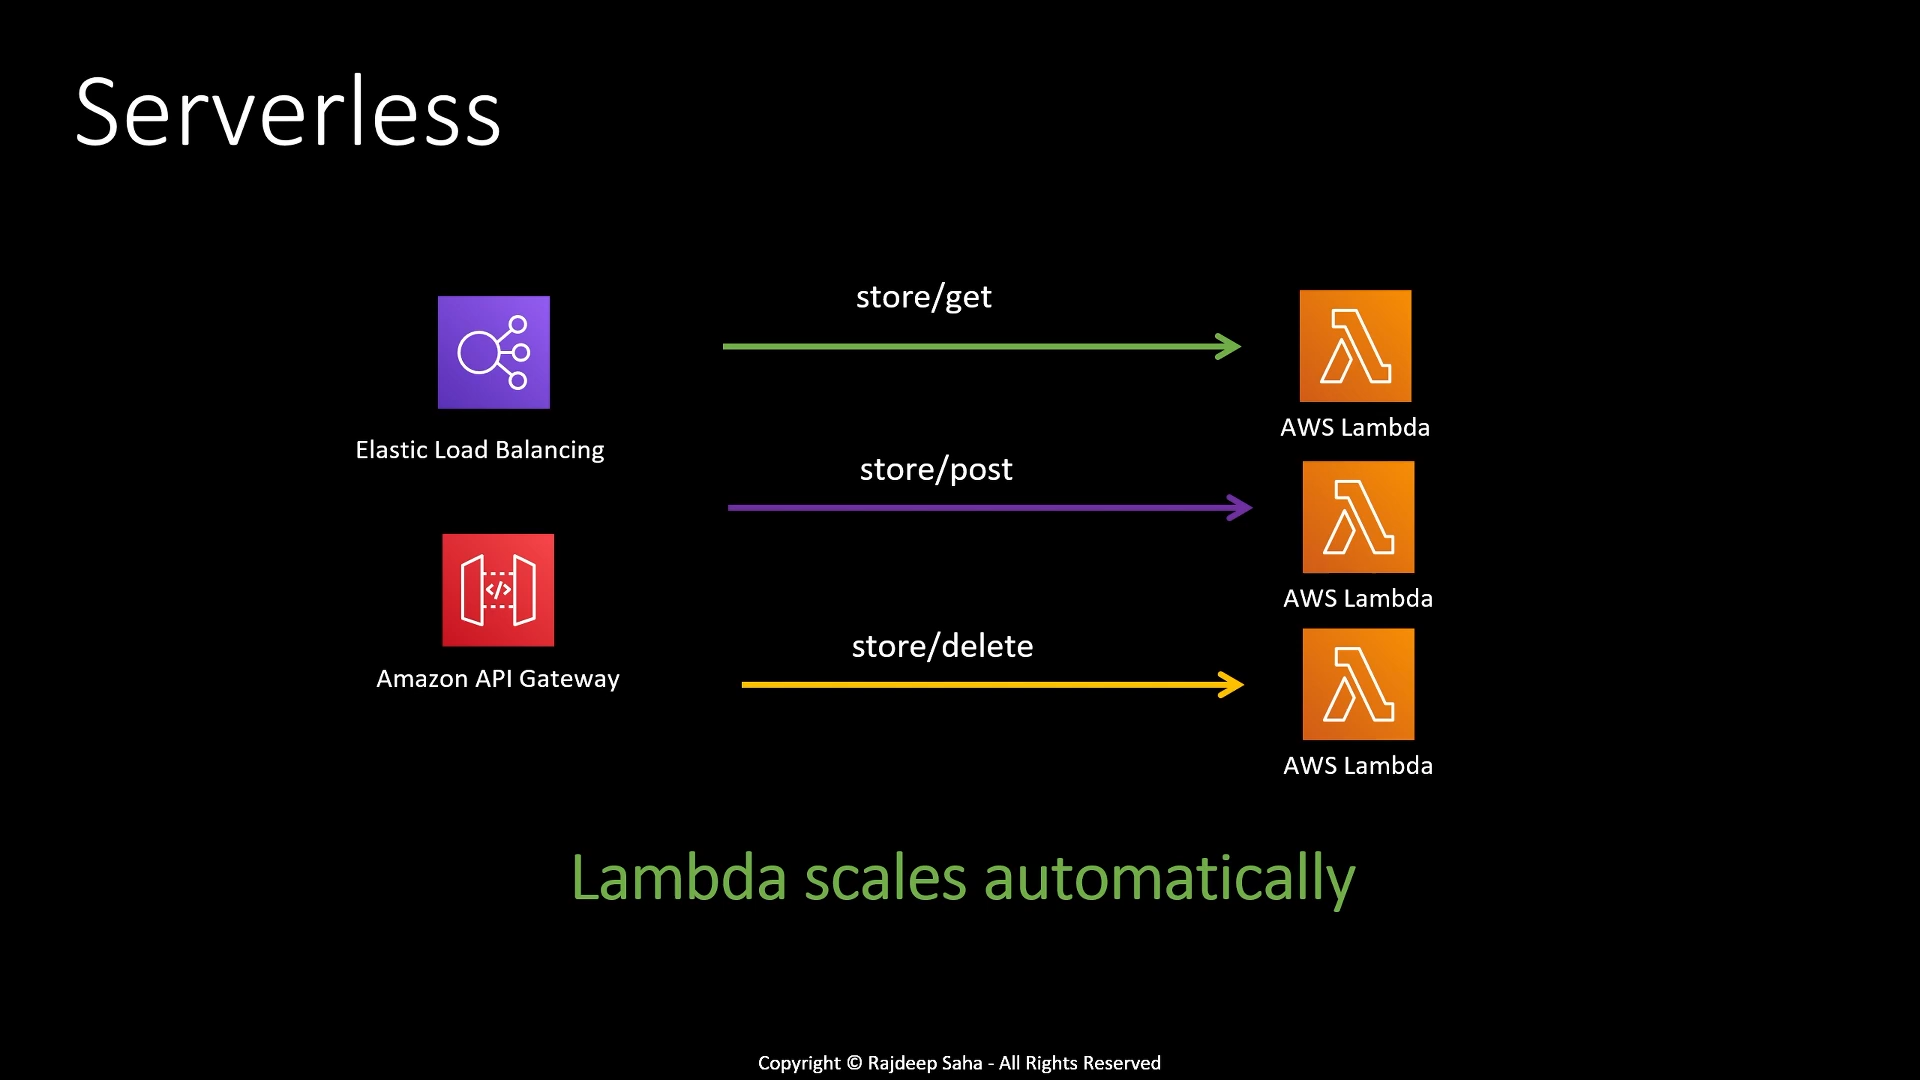 Serverless
store/get
Elastic Load Balancing
AWS Lambda
store/post
Amazon API Gateway
AWS Lambda
store/delete
AWS Lambda
Lambda scales automatically
Copyright © Rajdeep Saha - All Rights Reserved